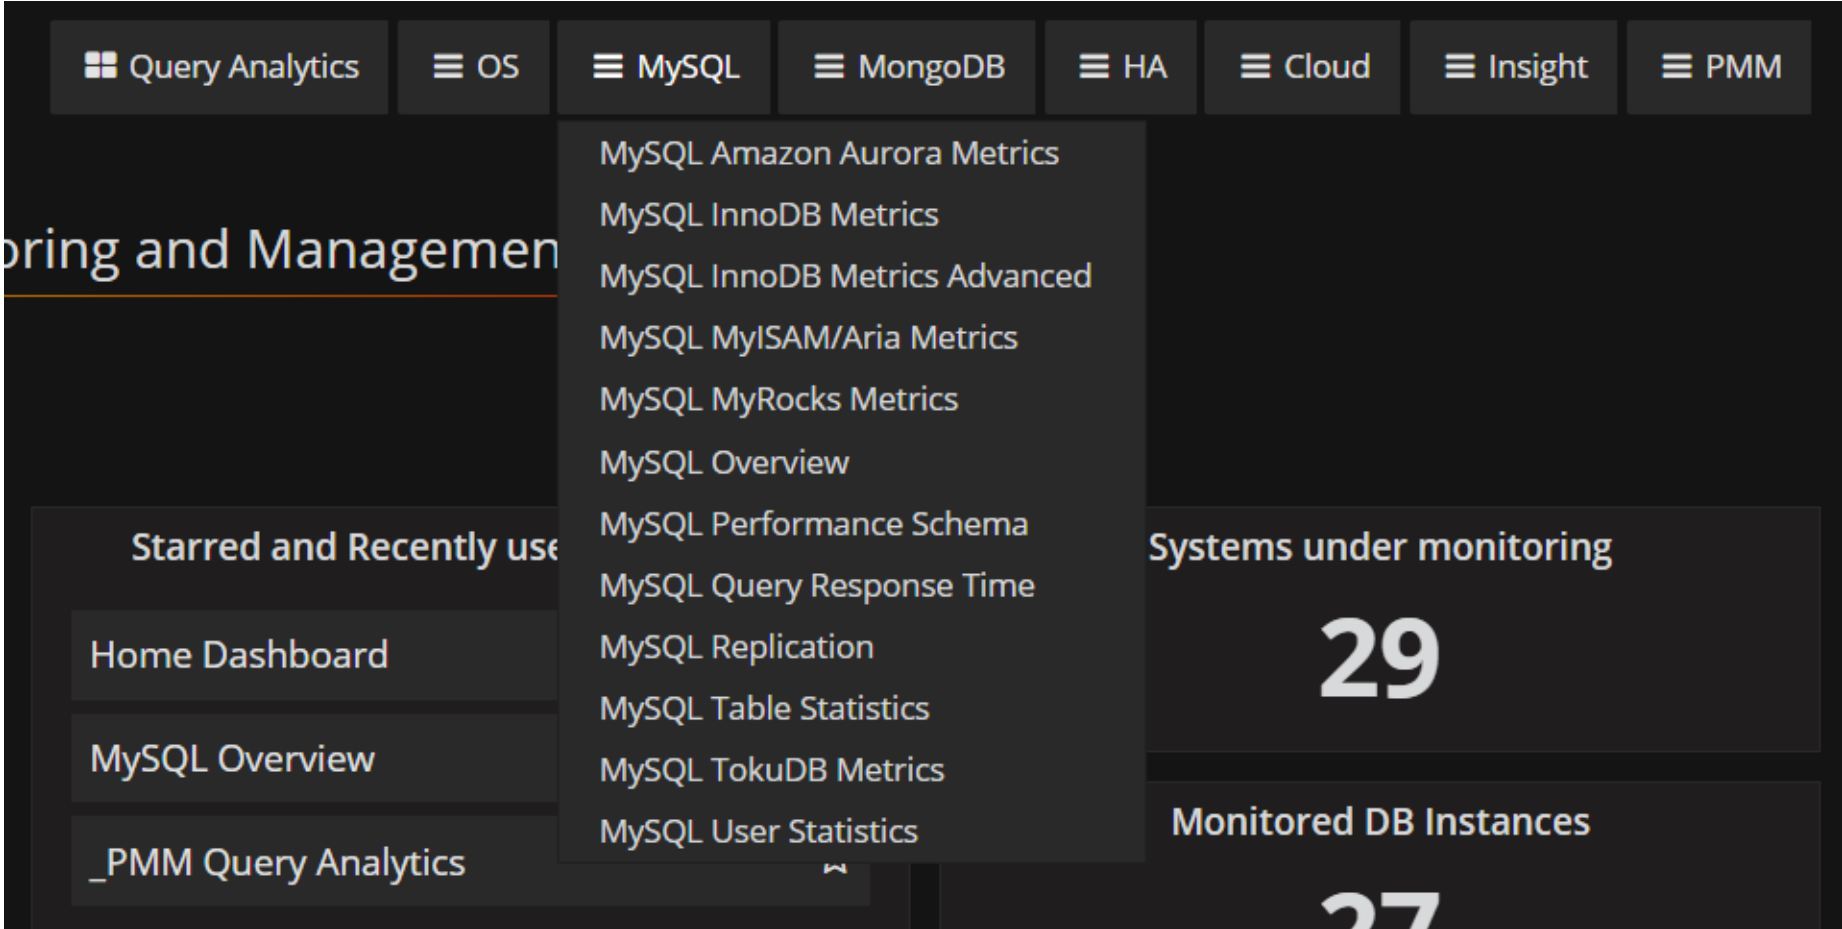 Query Analytics OS MySQL MongoDB HA Cloud Insight PMM
MySQL Amazon Aurora Metrics
MySQL InnoDB Metrics
MySQL InnoDB Metrics Advanced
MySQL MyISAM/Aria Metrics
MySQL MyRocks Metrics
MySQL Overview
MySQL Performance Schema
MySQL Query Response Time
MySQL Replication
MySQL Table Statistics
MySQL TokuDB Metrics
MySQL User Statistics
oring and Managemen
Starred and Recently use
Home Dashboard
MySQL Overview
_PMM Query Analytics
Systems under monitoring
29
Monitored DB Instances
27